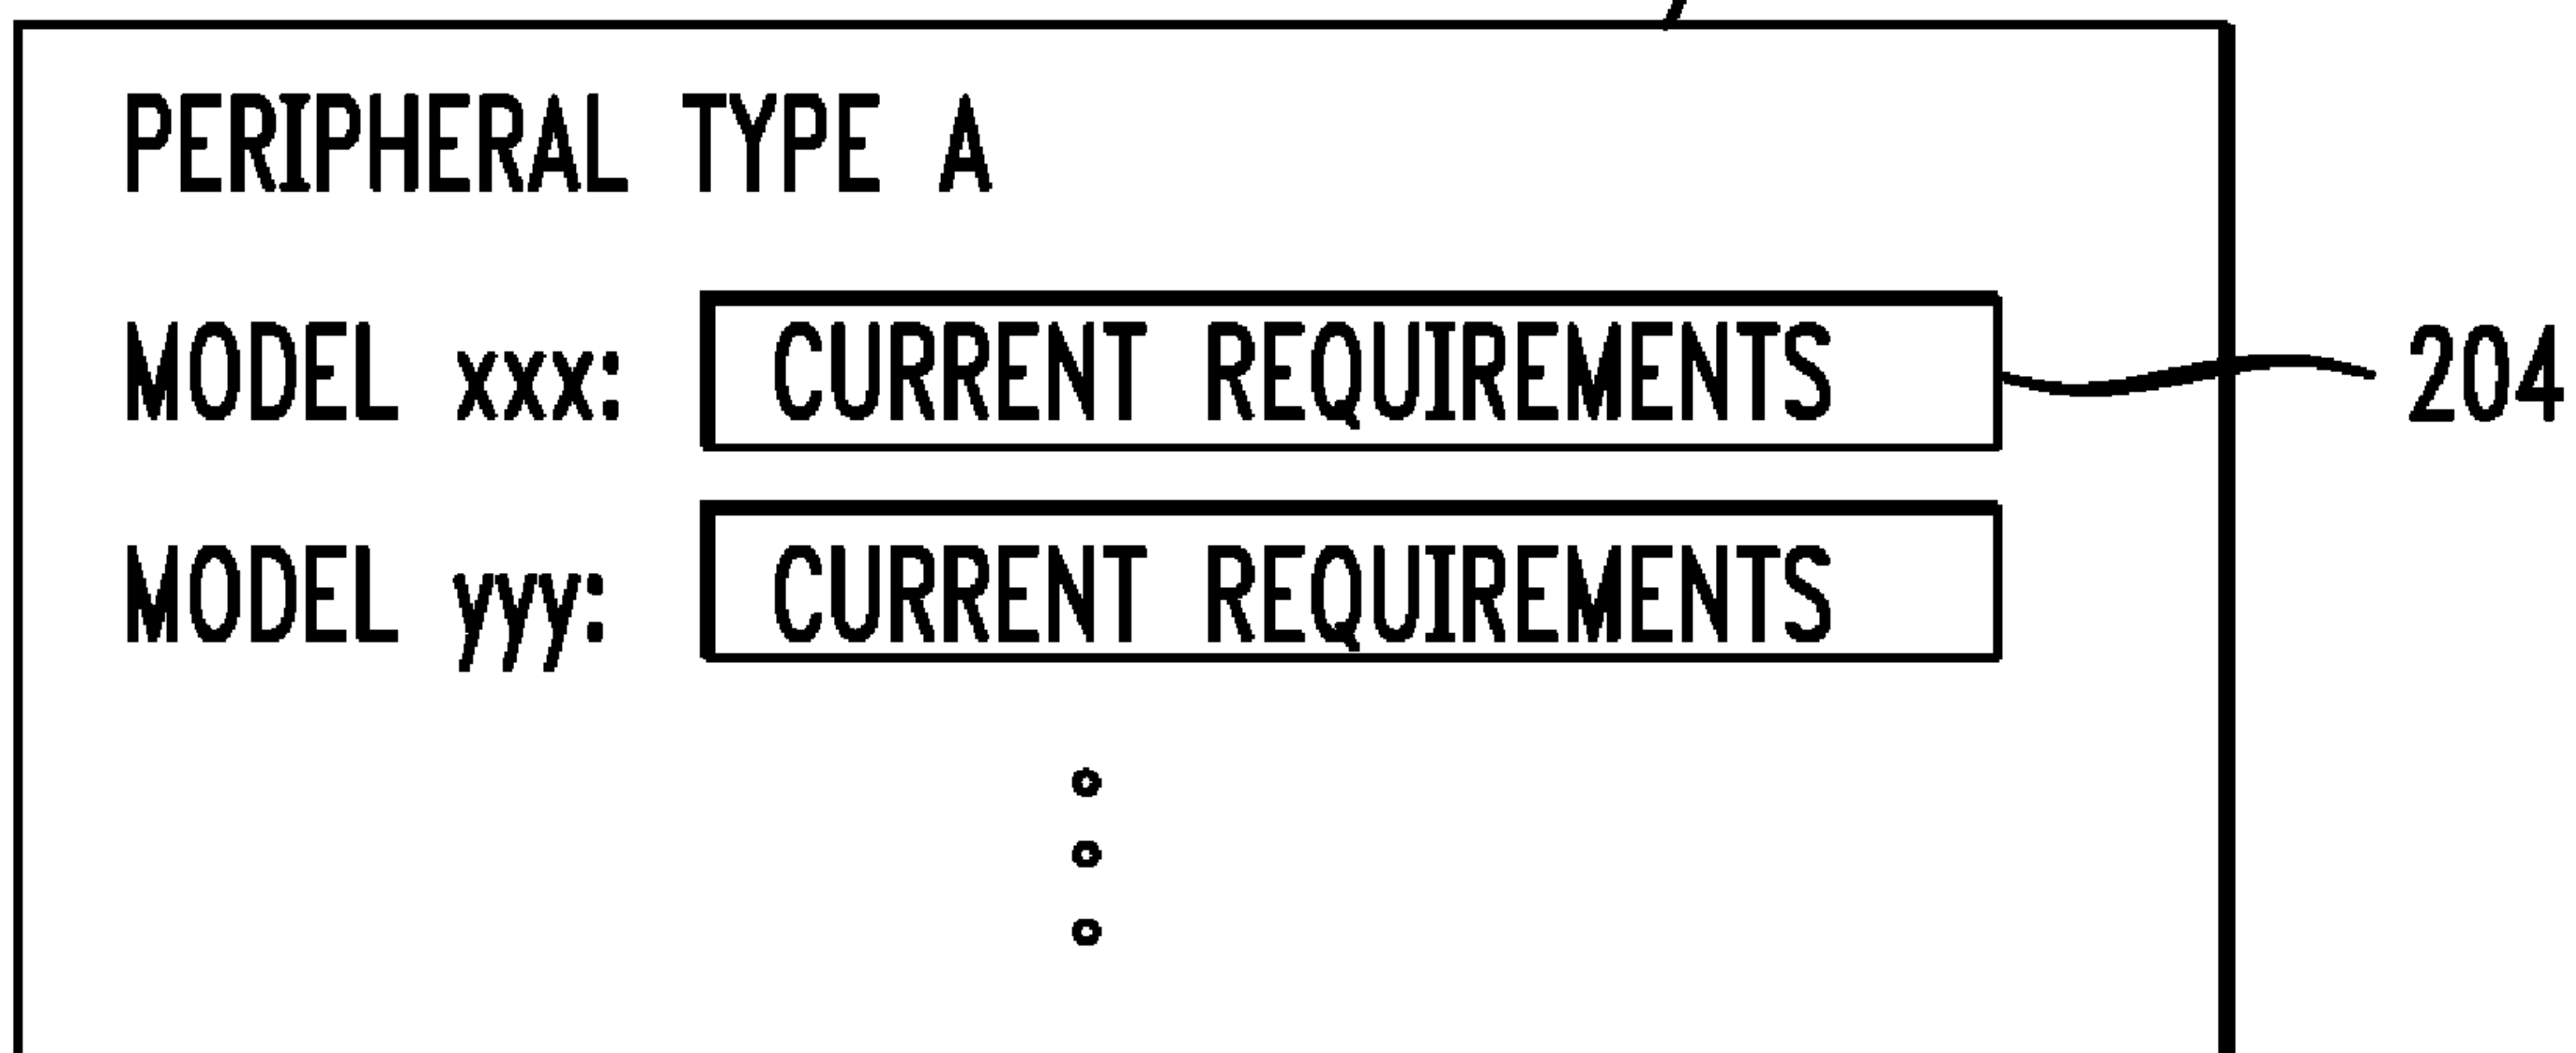 PERIPHERAL TYPE A
MODEL xxx: CURRENT REQUIREMENTS 204
MODEL yyy: CURRENT REQUIREMENTS